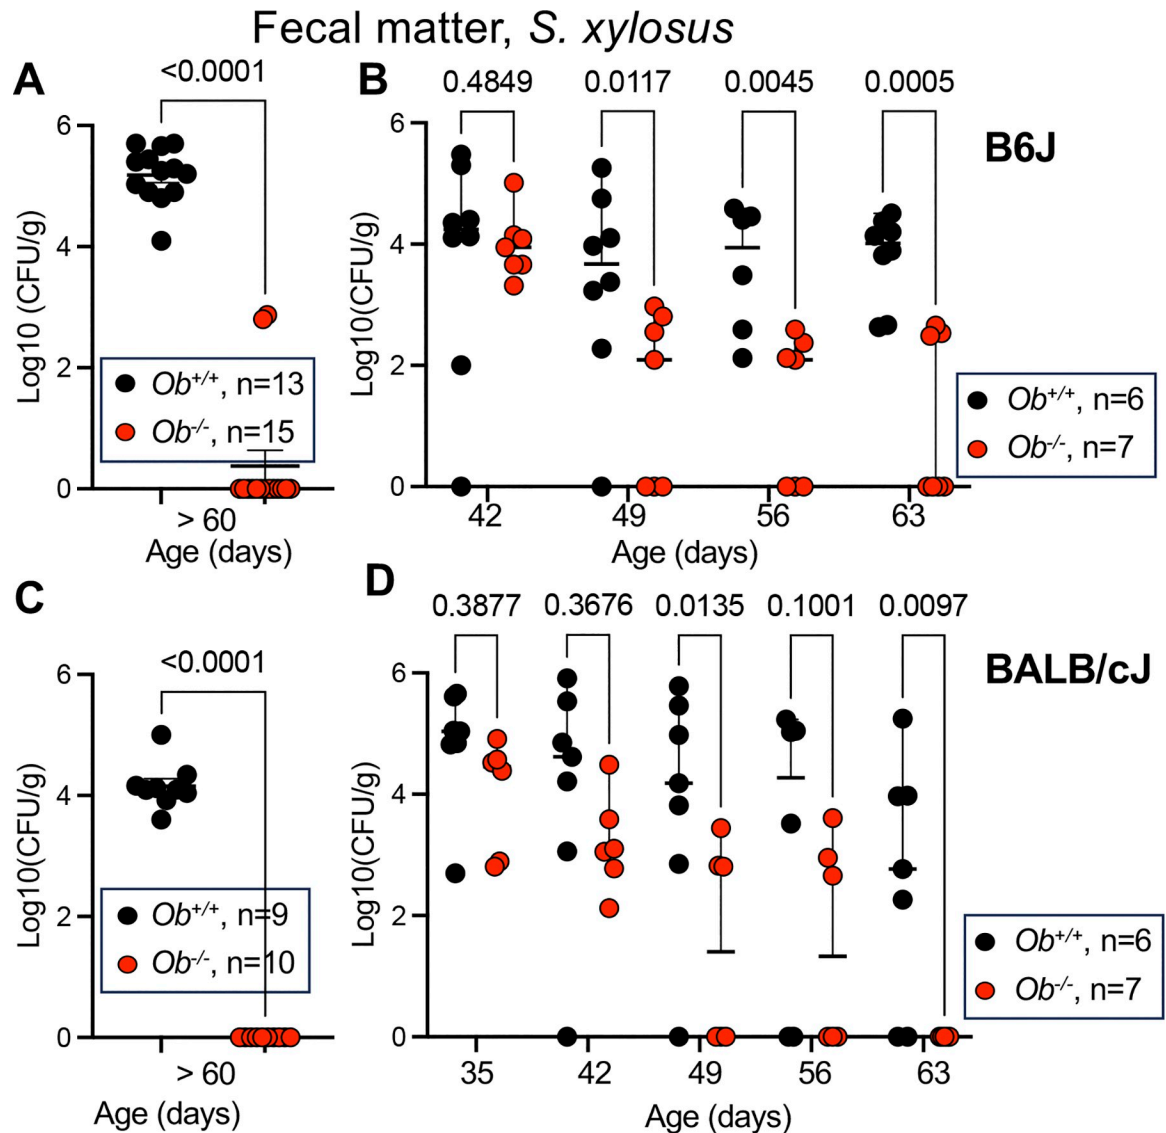 Fecal matter, S. xylosus
A
<0.0001
Log10 (CFU/g)
6
4
2
0
Ob+/+, n=13
Ob-/-, n=15
> 60
Age (days)
B
0.4849 0.0117 0.0045 0.0005
B6J
Log10(CFU/g)
6
4
2
0
Ob+/+, n=6
Ob-/-, n=7
42 49 56 63
Age (days)
C
<0.0001
Log10(CFU/g)
6
4
2
0
Ob+/+, n=9
Ob-/-, n=10
> 60
Age (days)
D
0.3877 0.3676 0.0135 0.1001 0.0097
BALB/cJ
Log10(CFU/g)
6
4
2
0
Ob+/+, n=6
Ob-/-, n=7
35 42 49 56 63
Age (days)